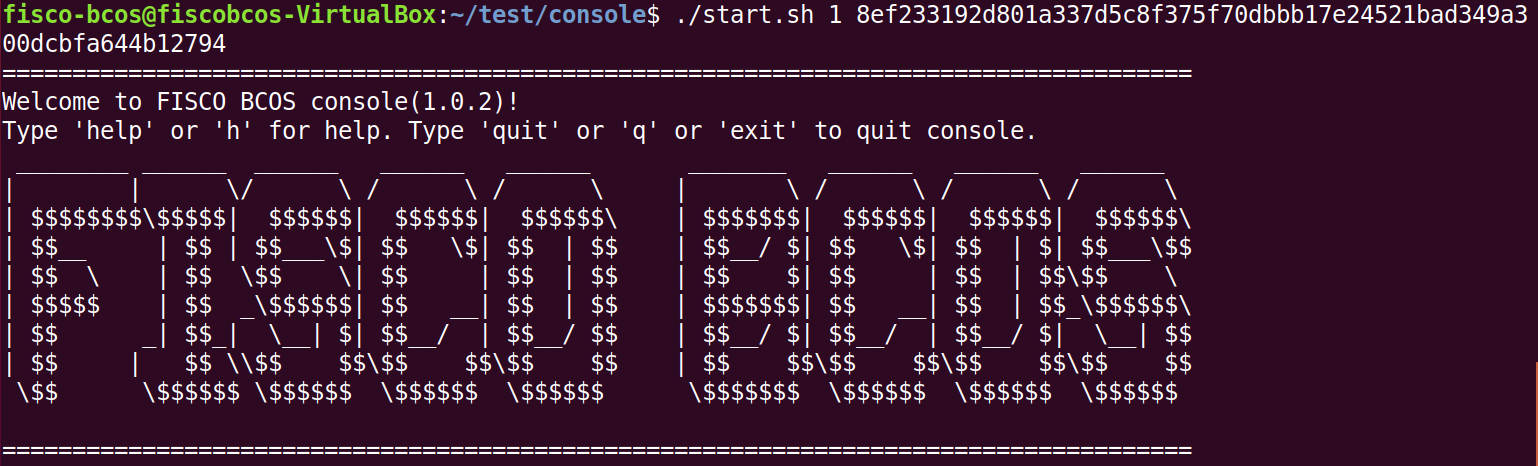 fisco-bcos@fiscobcos-VirtualBox:~/test/console$ ./start.sh 1 8ef233192d801a337d5c8f375f70dbbb17e24521bad349a3
00dcbfa644b12794
=====================================================================================
Welcome to FISCO BCOS console(1.0.2)!
Type 'help' or 'h' for help. Type 'quit' or 'q' or 'exit' to quit console.
 ________ ______  ______   ______   ______       _______   ______   ______   ______
|        |      \/      \ /      \ /      \     |       \ /      \ /      \ /      \
| $$$$$$$$\$$$$$|  $$$$$$|  $$$$$$|  $$$$$$\    | $$$$$$$|  $$$$$$|  $$$$$$|  $$$$$$\
| $$__     | $$ | $$___\$| $$   \$| $$  | $$    | $$__/ $| $$   \$| $$  | $| $$___\$$
| $$  \    | $$  \$$    \| $$     | $$  | $$    | $$    $| $$     | $$  | $$\$$    \
| $$$$$    | $$  _\$$$$$$| $$   __| $$  | $$    | $$$$$$$| $$   __| $$  | $$_\$$$$$$\
| $$      _| $$_|  \__| $| $$__/  | $$__/ $$    | $$__/ $| $$__/  | $$__/ $|  \__| $$
| $$     |   $$ \\$$    $$\$$    $$\$$    $$    | $$    $$\$$    $$\$$    $$\$$    $$
 \$$      \$$$$$$ \$$$$$$  \$$$$$$  \$$$$$$      \$$$$$$$  \$$$$$$  \$$$$$$  \$$$$$$
=====================================================================================